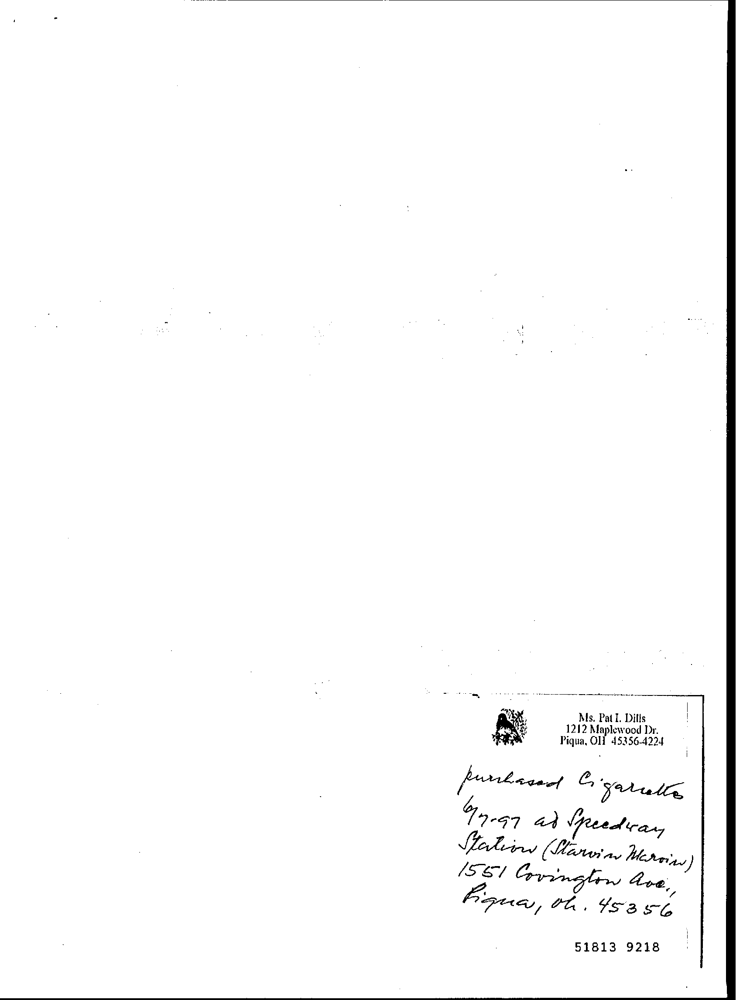 Ms. Pat I. Dills
1212 Maplewood Dr.
Piqua, OH 45356-4224
purchased Cigarettes
6/7-97 at Speedway
Station (Starvin Marvin)
1551 Covington Ave.,
Piqua, Oh. 45356
51813 9218